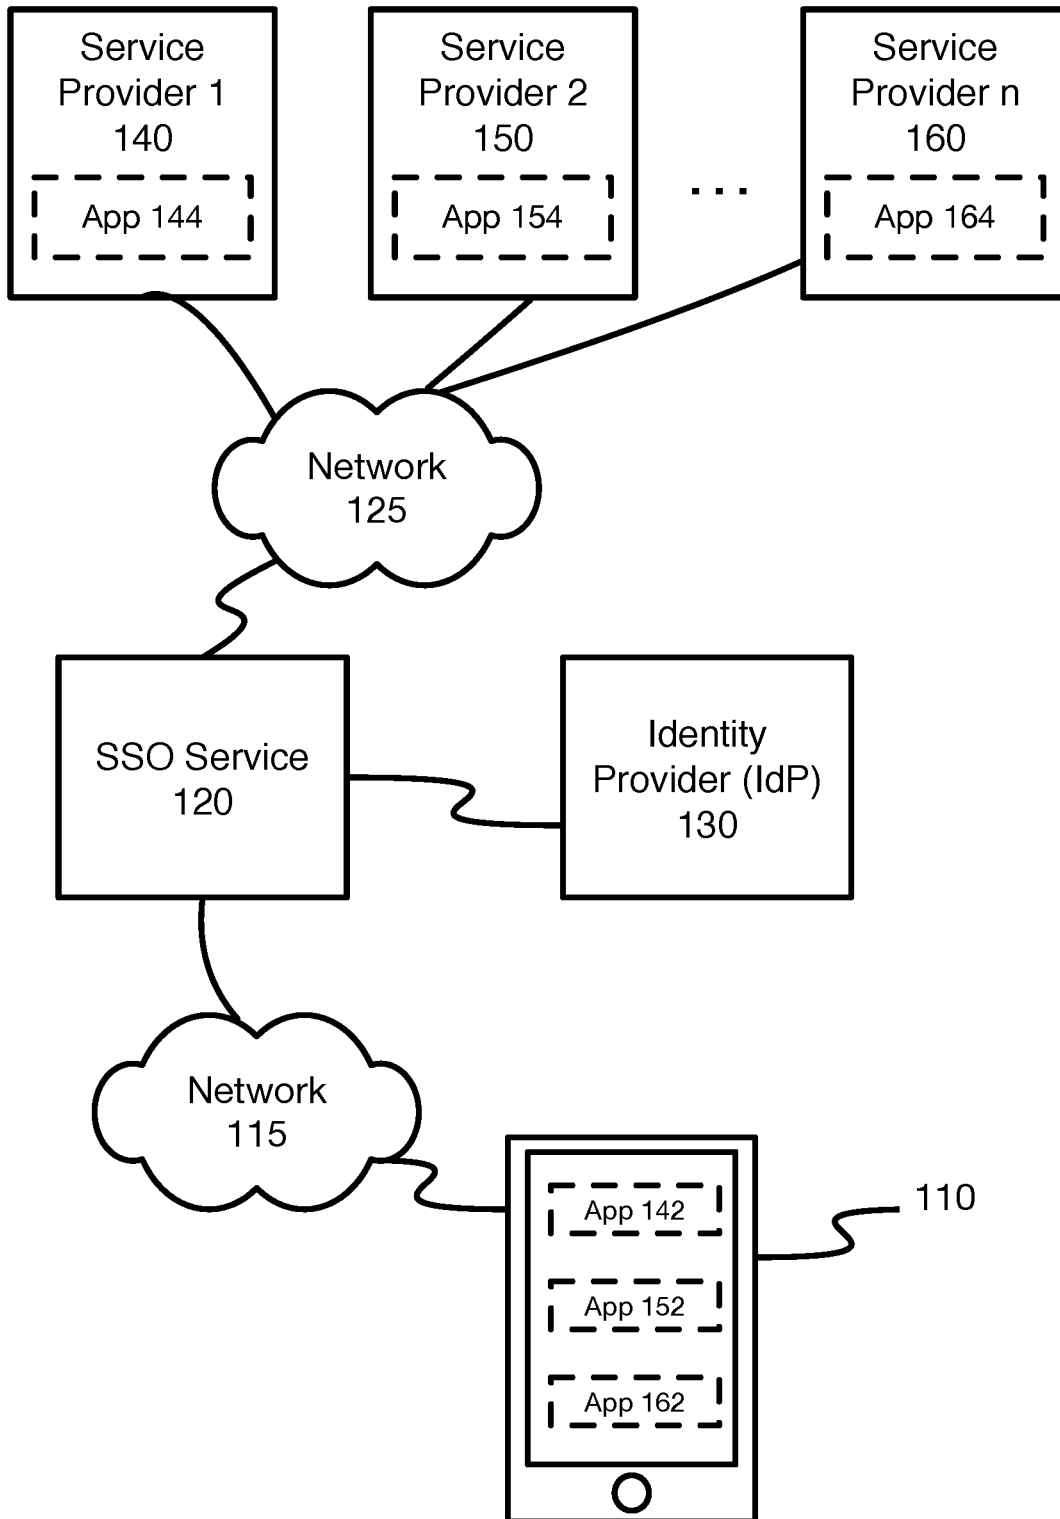 Service
Provider 1
140
App 144
Service
Provider 2
150
App 154
...
Service
Provider n
160
App 164
Network
125
SSO Service
120
Identity
Provider (IdP)
130
Network
115
App 142
App 152
App 162
110